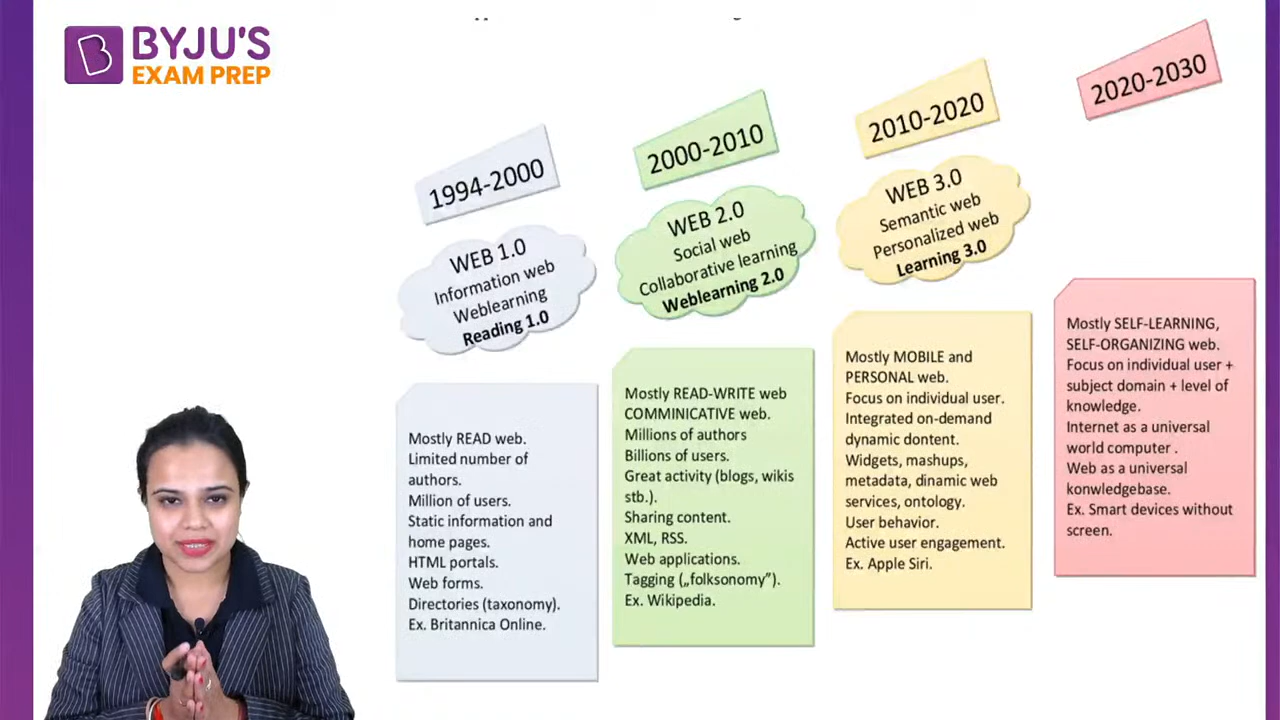 BYJU'S
EXAM PREP
1994-2000
WEB 1.0
Information web
Weblearning
Reading 1.0
Mostly READ web.
Limited number of
authors.
Million of users.
Static information and
home pages.
HTML portals.
Web forms.
Directories (taxonomy).
Ex. Britannica Online.
2000-2010
WEB 2.0
Social web
Collaborative learning
Weblearning 2.0
Mostly READ-WRITE web
COMMINICATIVE web.
Millions of authors
Billions of users.
Great activity (blogs, wikis
stb.).
Sharing content.
XML, RSS.
Web applications.
Tagging („folksonomy”).
Ex. Wikipedia.
2010-2020
WEB 3.0
Semantic web
Personalized web
Learning 3.0
Mostly MOBILE and
PERSONAL web.
Focus on individual user.
Integrated on-demand
dynamic dontent.
Widgets, mashups,
metadata, dinamic web
services, ontology.
User behavior.
Active user engagement.
Ex. Apple Siri.
2020-2030
Mostly SELF-LEARNING,
SELF-ORGANIZING web.
Focus on individual user +
subject domain + level of
knowledge.
Internet as a universal
world computer .
Web as a universal
konwledgebase.
Ex. Smart devices without
screen.